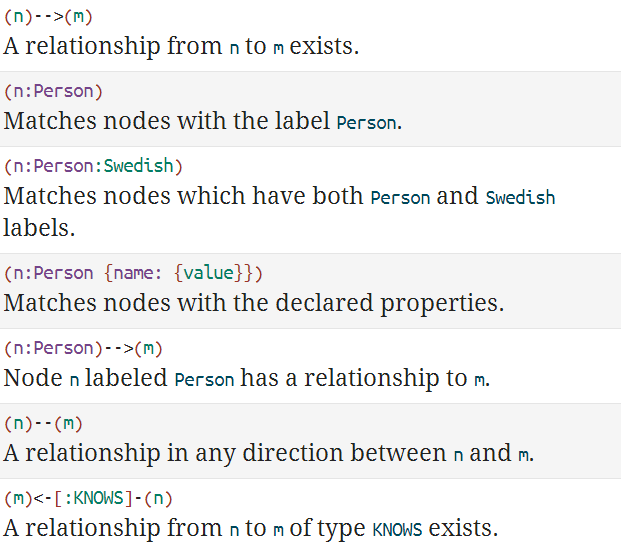 (n)-->(m)
A relationship from n to m exists.
(n:Person)
Matches nodes with the label Person.
(n:Person:Swedish)
Matches nodes which have both Person and Swedish
labels.
(n:Person {name: {value}})
Matches nodes with the declared properties.
(n:Person)-->(m)
Node n labeled Person has a relationship to m.
(n)--(m)
A relationship in any direction between n and m.
(m)<-[:KNOWS]-(n)
A relationship from n to m of type KNOWS exists.